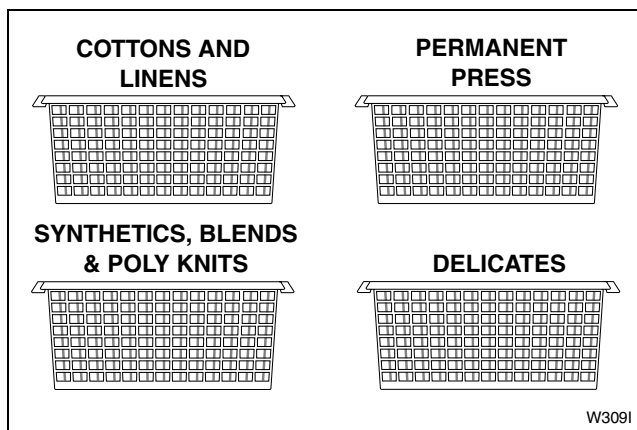 COTTONS AND
LINENS
PERMANENT
PRESS
SYNTHETICS, BLENDS
& POLY KNITS
DELICATES
W309I